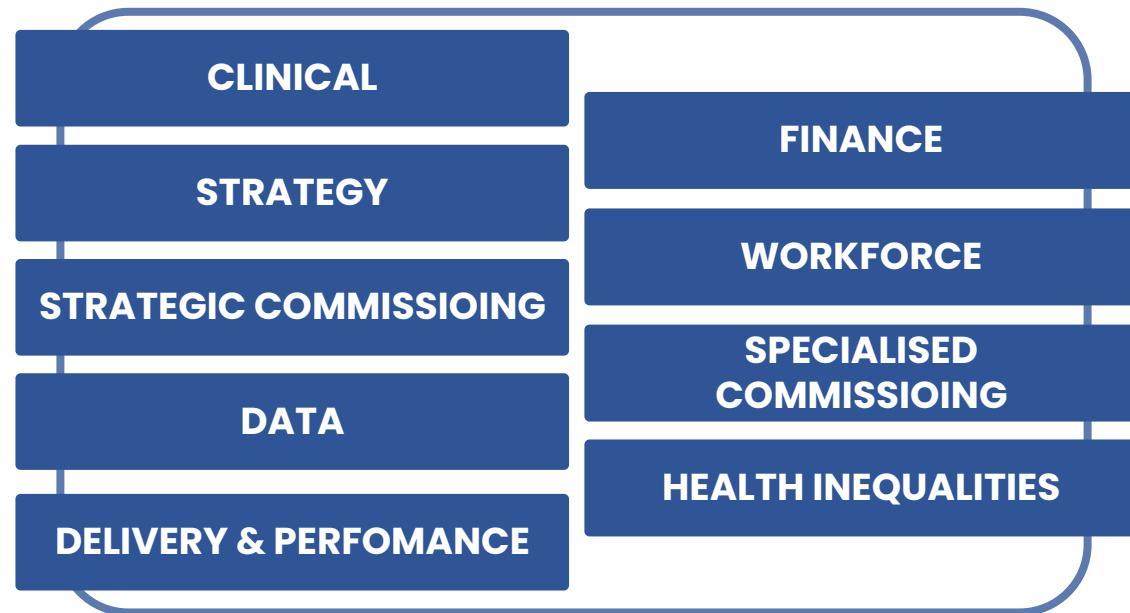 CLINICAL
STRATEGY
STRATEGIC COMMISSIOING
DATA
DELIVERY & PERFOMANCE
FINANCE
WORKFORCE
SPECIALISED
COMMISSIOING
HEALTH INEQUALITIES